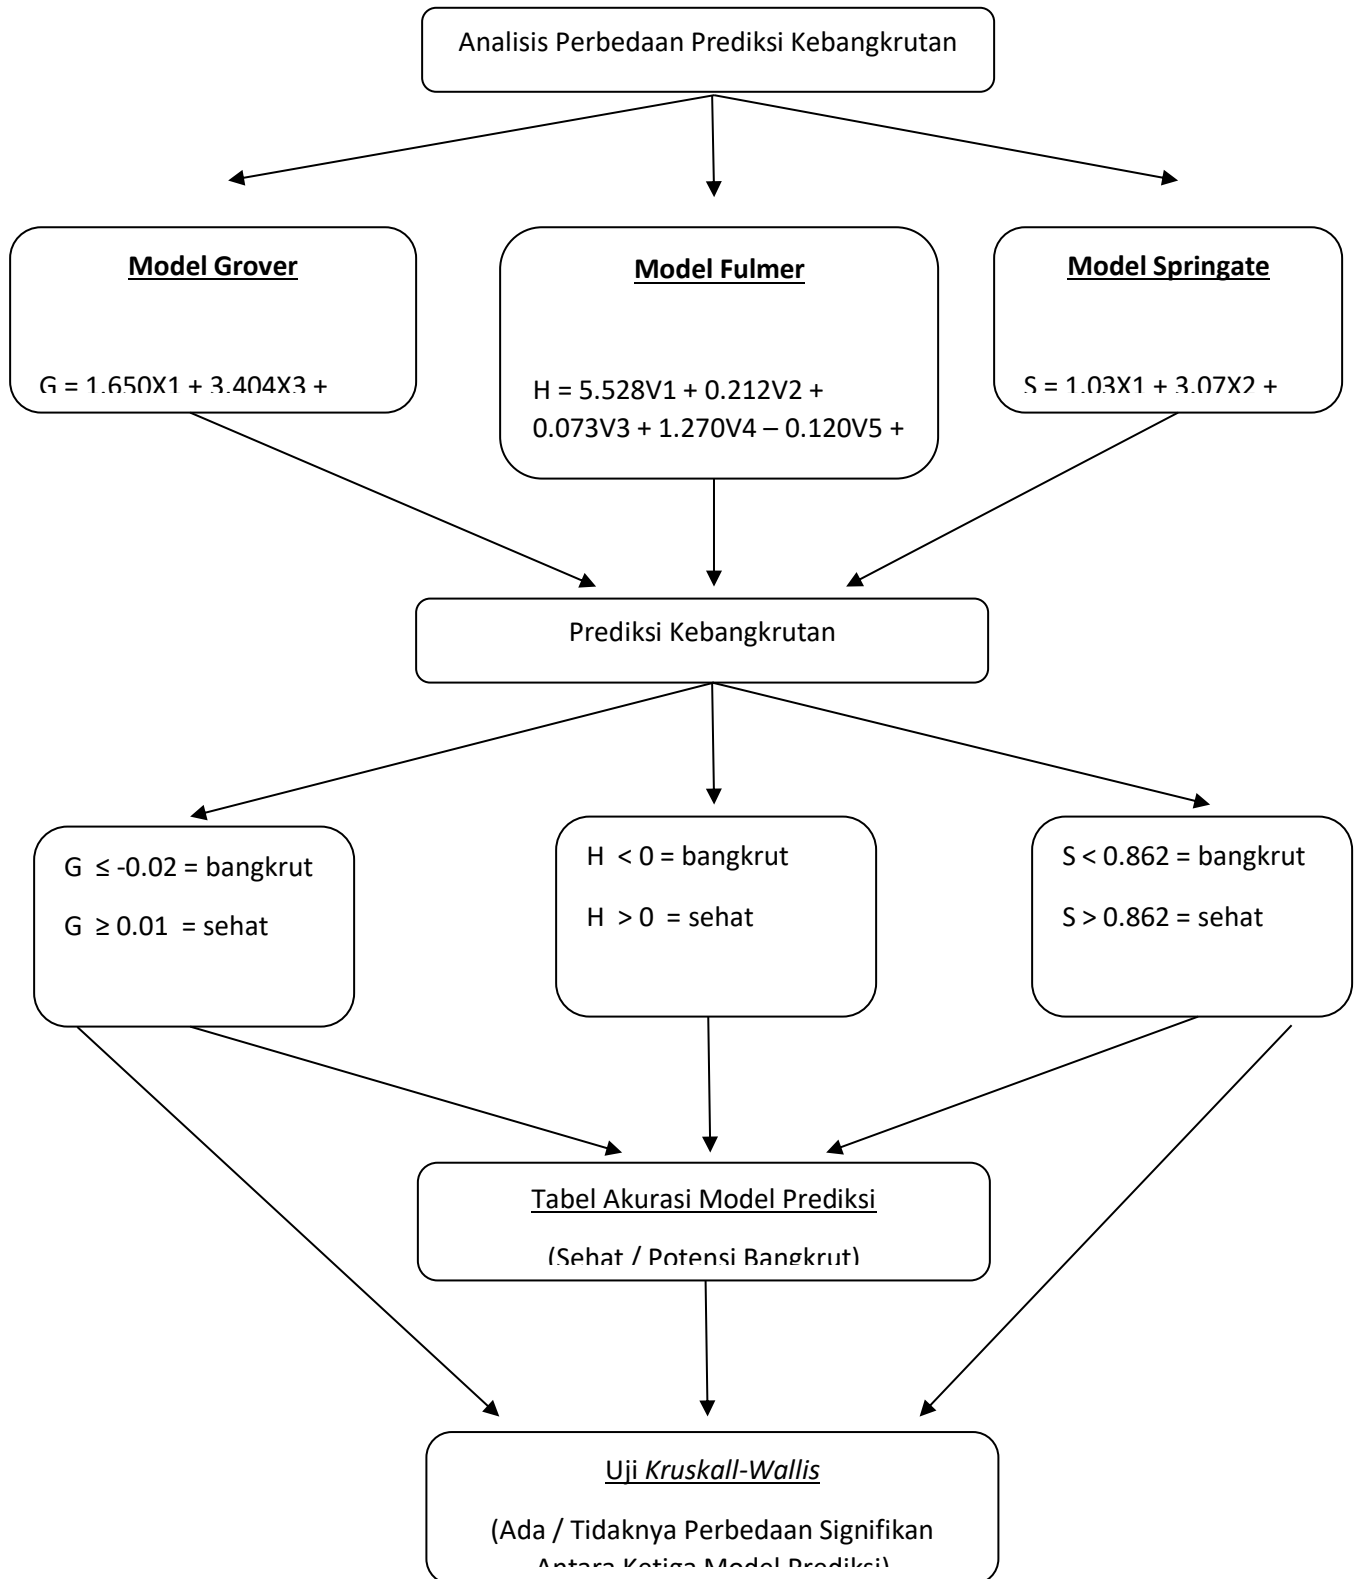 Analisis Perbedaan Prediksi Kebangkrutan
Model Grover
G = 1.650X1 + 3.404X3 +
Model Fulmer
H = 5.528V1 + 0.212V2 +
0.073V3 + 1.270V4 – 0.120V5 +
Model Springate
S = 1.03X1 + 3.07X2 +
Prediksi Kebangkrutan
G ≤ -0.02 = bangkrut
G ≥ 0.01 = sehat
H < 0 = bangkrut
H > 0 = sehat
S < 0.862 = bangkrut
S > 0.862 = sehat
Tabel Akurasi Model Prediksi
(Sehat / Potensi Bangkrut)
Uji Kruskall-Wallis
(Ada / Tidaknya Perbedaan Signifikan
Antara Ketiga Model Prediksi)